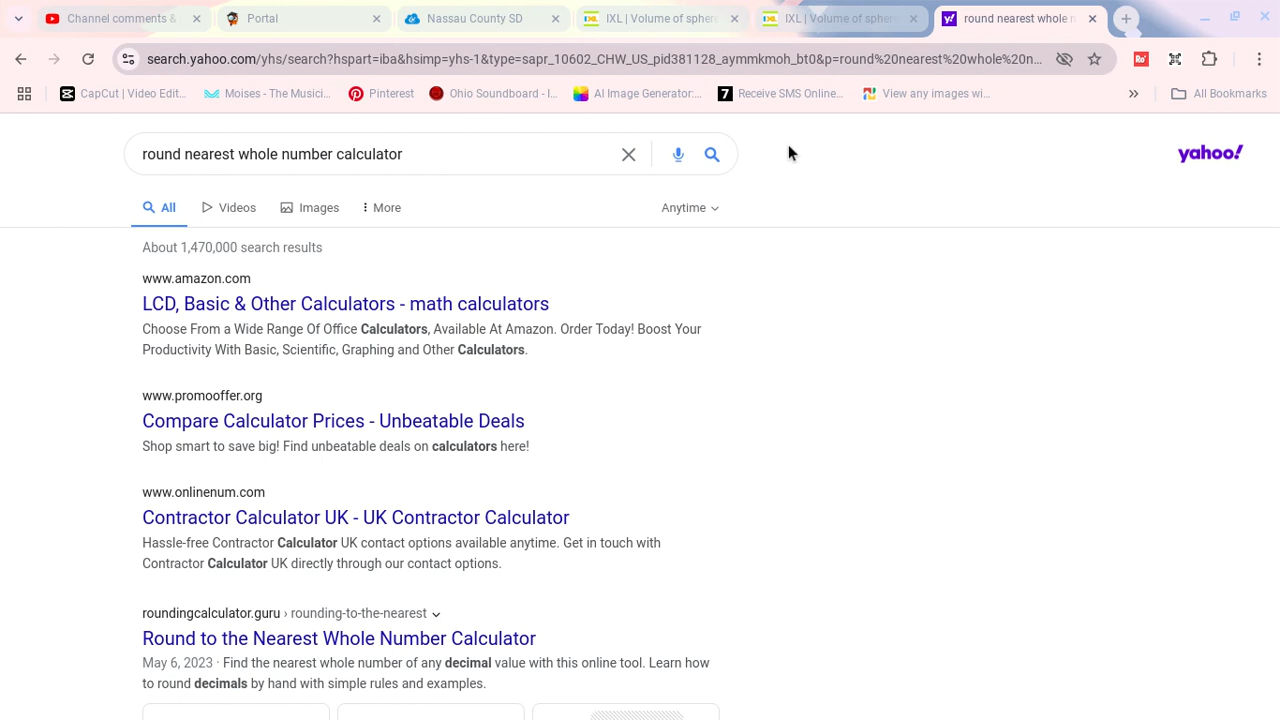 Channel comments &
Portal
Nassau County SD
IXL | Volume of sphere
IXL | Volume of sphere
round nearest whole n
search.yahoo.com/yhs/search?hspart=iba&hsimp=yhs-1&type=sapr_10602_CHW_US_pid381128_aymmkmoh_bt0&p=round%20nearest%20whole%20n...
CapCut | Video Edit...
Moises - The Musici...
Pinterest
Ohio Soundboard - I...
AI Image Generator:...
7
Receive SMS Online...
View any images wi...
»
All Bookmarks
round nearest whole number calculator
yahoo!
All
Videos
Images
More
Anytime
About 1,470,000 search results
www.amazon.com
LCD, Basic & Other Calculators - math calculators
Choose From a Wide Range Of Office Calculators, Available At Amazon. Order Today! Boost Your
Productivity With Basic, Scientific, Graphing and Other Calculators.
www.promooffer.org
Compare Calculator Prices - Unbeatable Deals
Shop smart to save big! Find unbeatable deals on calculators here!
www.onlinenum.com
Contractor Calculator UK - UK Contractor Calculator
Hassle-free Contractor Calculator UK contact options available anytime. Get in touch with
Contractor Calculator UK directly through our contact options.
roundingcalculator.guru › rounding-to-the-nearest
Round to the Nearest Whole Number Calculator
May 6, 2023 · Find the nearest whole number of any decimal value with this online tool. Learn how
to round decimals by hand with simple rules and examples.